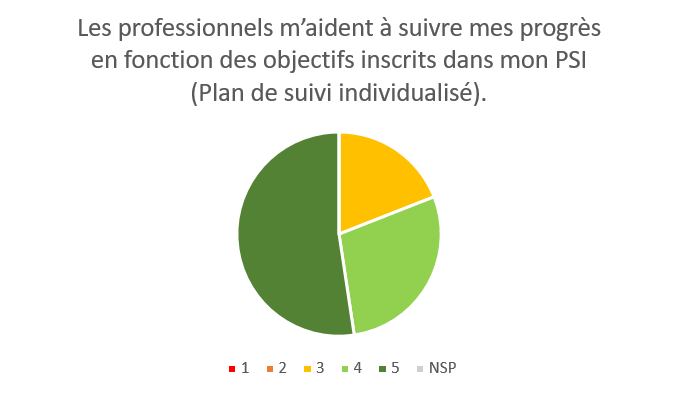 Les professionnels m’aident à suivre mes progrès
en fonction des objectifs inscrits dans mon PSI
(Plan de suivi individualisé).
1 2 3 4 5 NSP